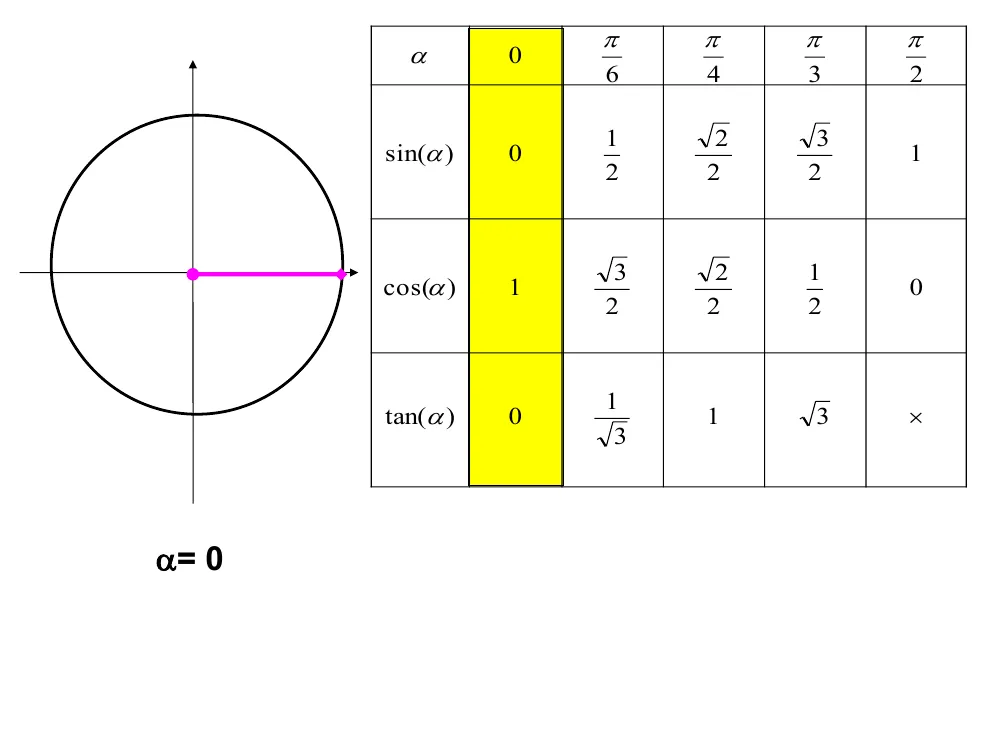 α 0 π/6 π/4 π/3 π/2
sin(α) 0 1/2 √2/2 √3/2 1
cos(α) 1 √3/2 √2/2 1/2 0
tan(α) 0 1/√3 1 √3 ×
α= 0